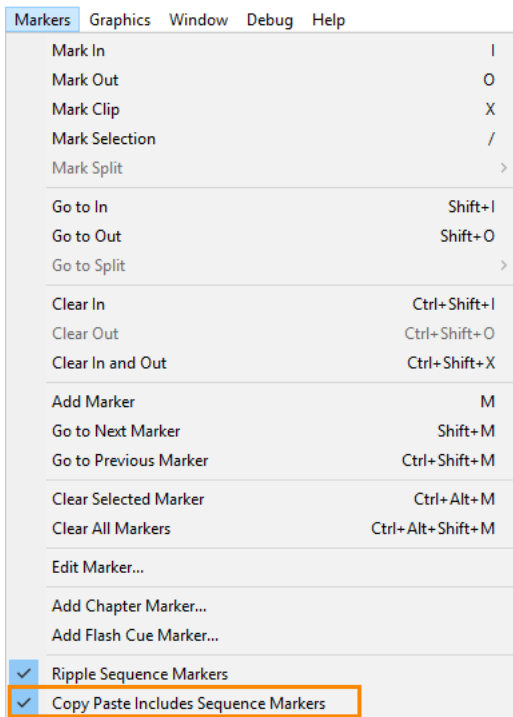 Markers Graphics Window Debug Help
Mark In I
Mark Out O
Mark Clip X
Mark Selection /
Mark Split >
Go to In Shift+I
Go to Out Shift+O
Go to Split >
Clear In Ctrl+Shift+I
Clear Out Ctrl+Shift+O
Clear In and Out Ctrl+Shift+X
Add Marker M
Go to Next Marker Shift+M
Go to Previous Marker Ctrl+Shift+M
Clear Selected Marker Ctrl+Alt+M
Clear All Markers Ctrl+Alt+Shift+M
Edit Marker...
Add Chapter Marker...
Add Flash Cue Marker...
Ripple Sequence Markers
Copy Paste Includes Sequence Markers